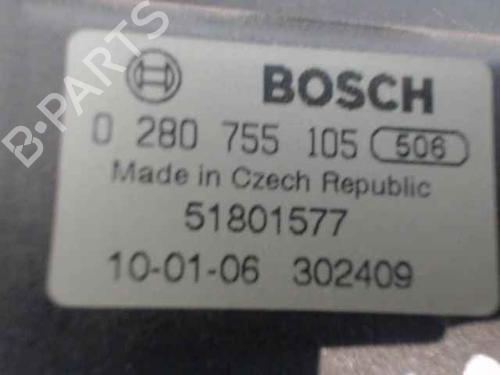 B-PARTS
BOSCH
0 280 755 105 506
Made in Czech Republic
51801577
10-01-06 302409